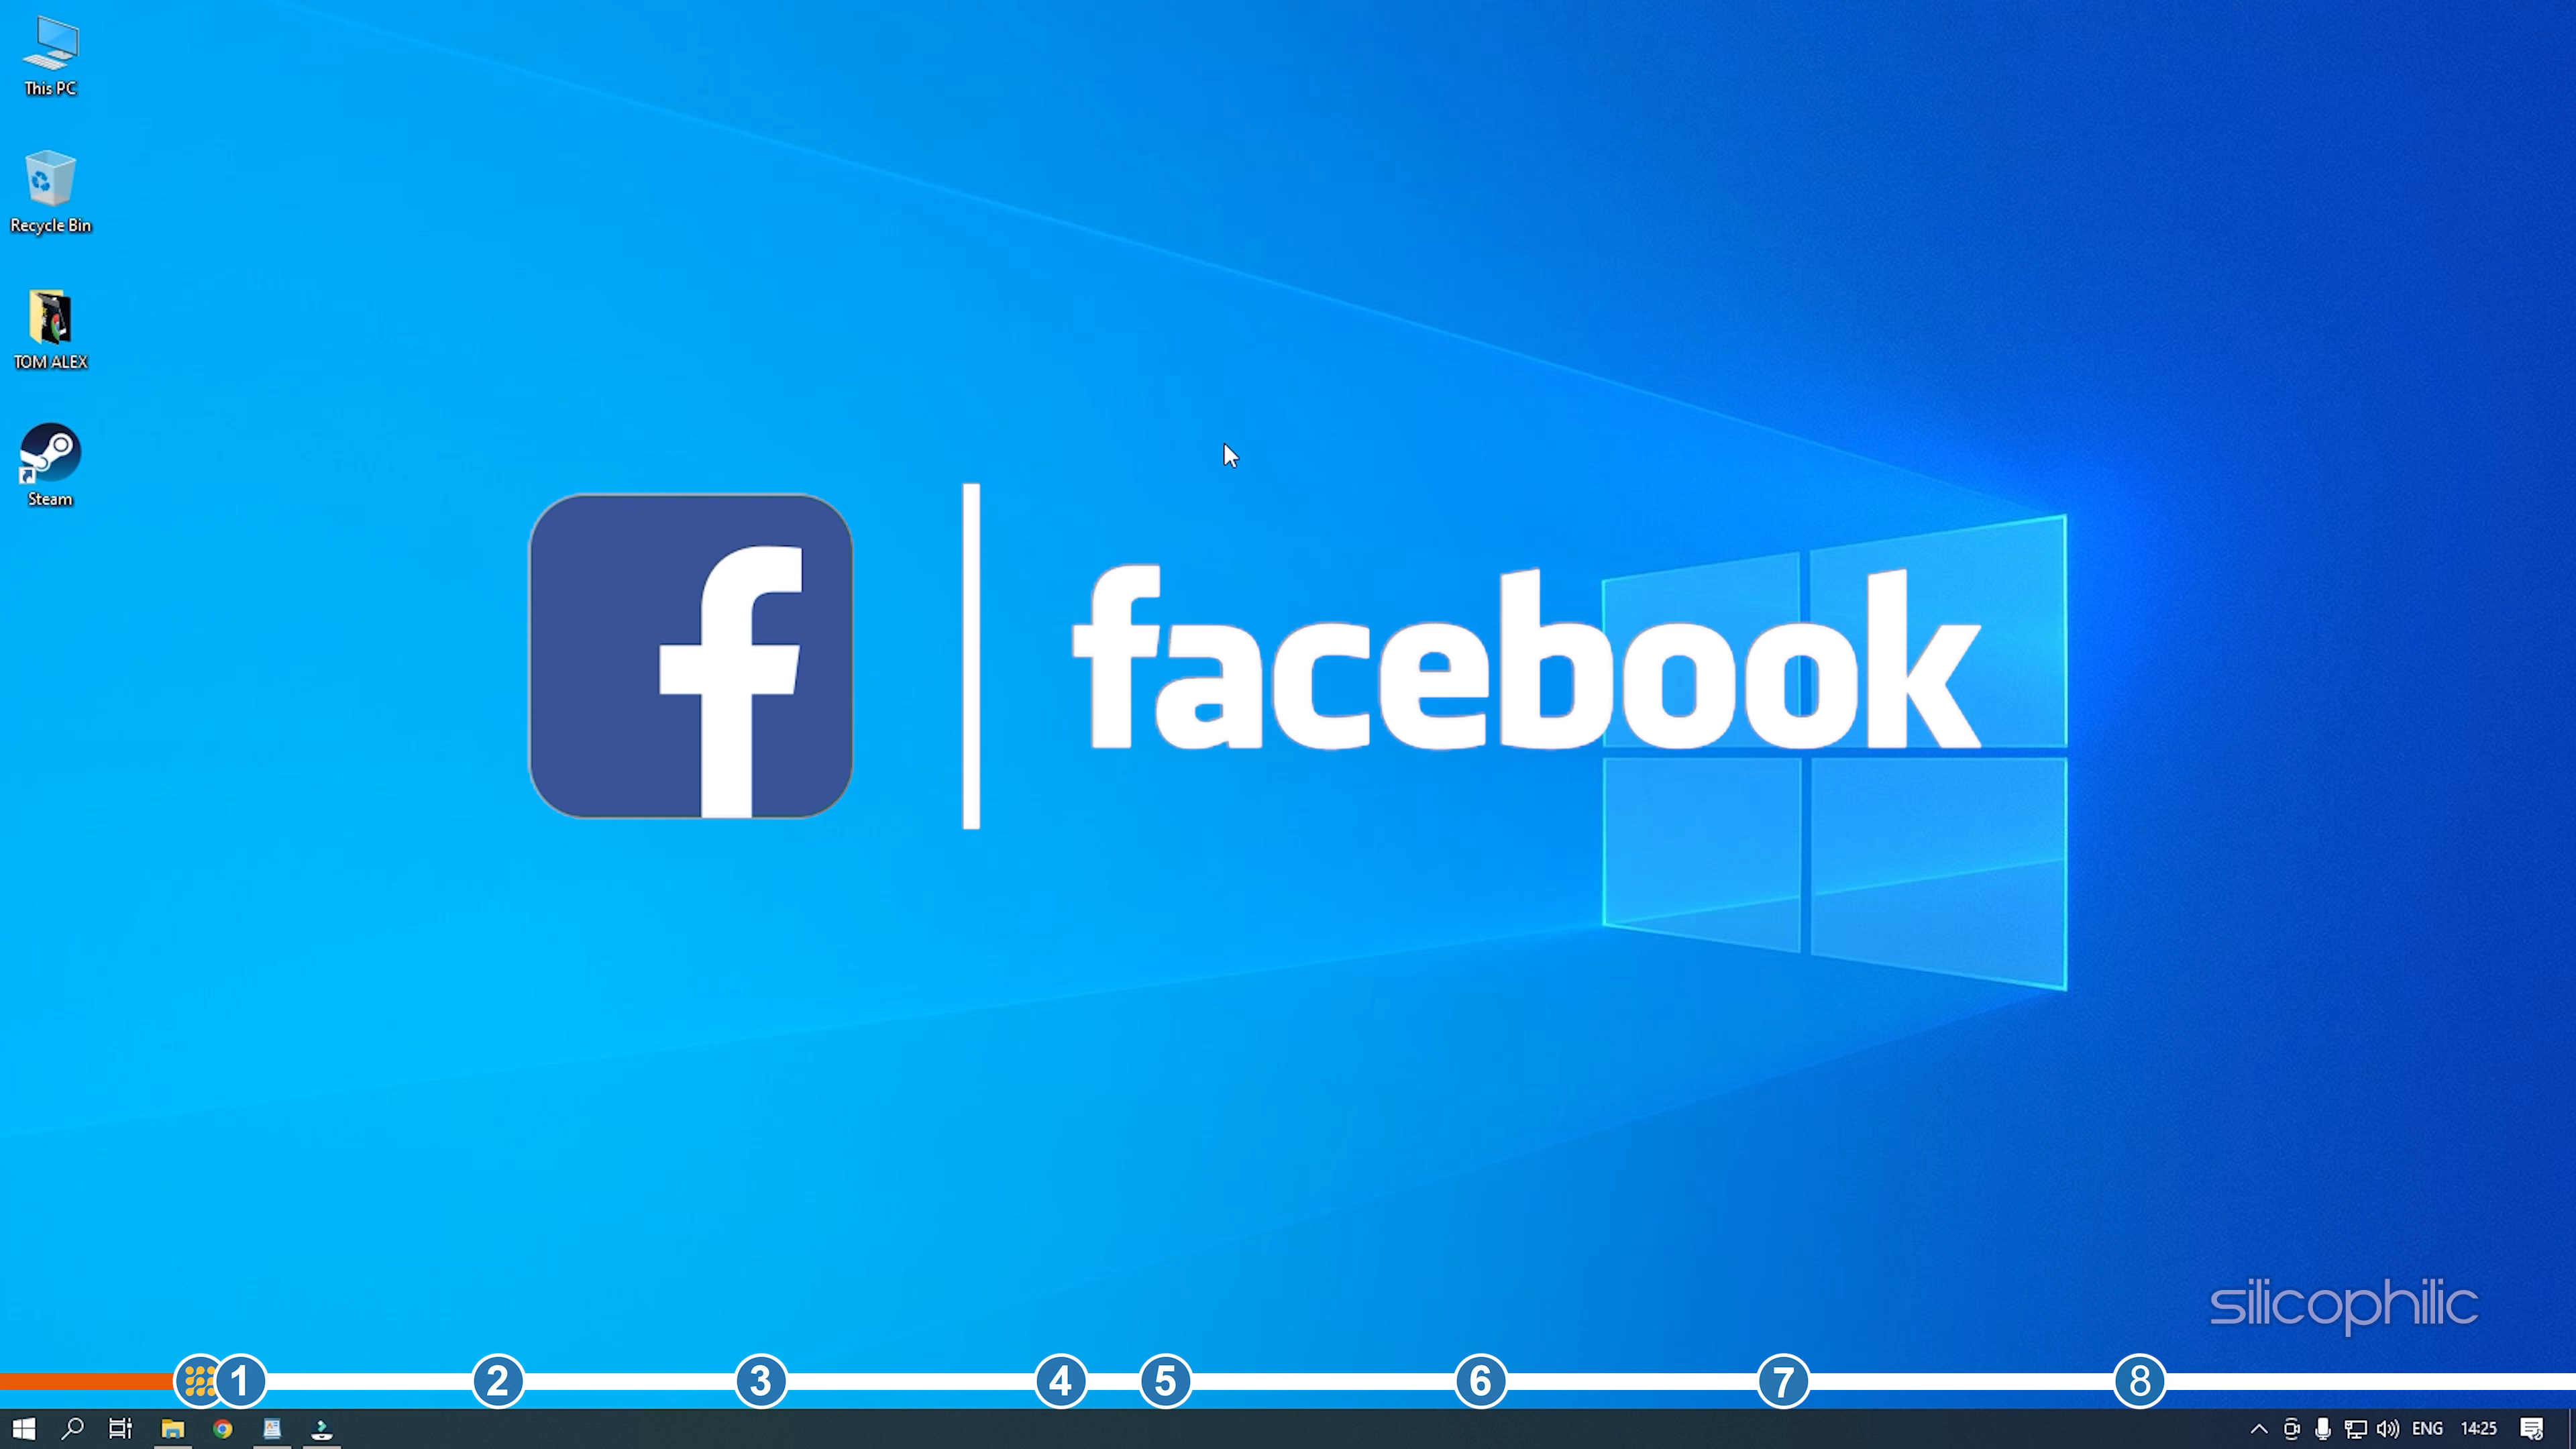 This PC
Recycle Bin
TOM ALEX
Steam
f
facebook
silicophilic
1 2 3 4 5 6 7 8
ENG 14:25